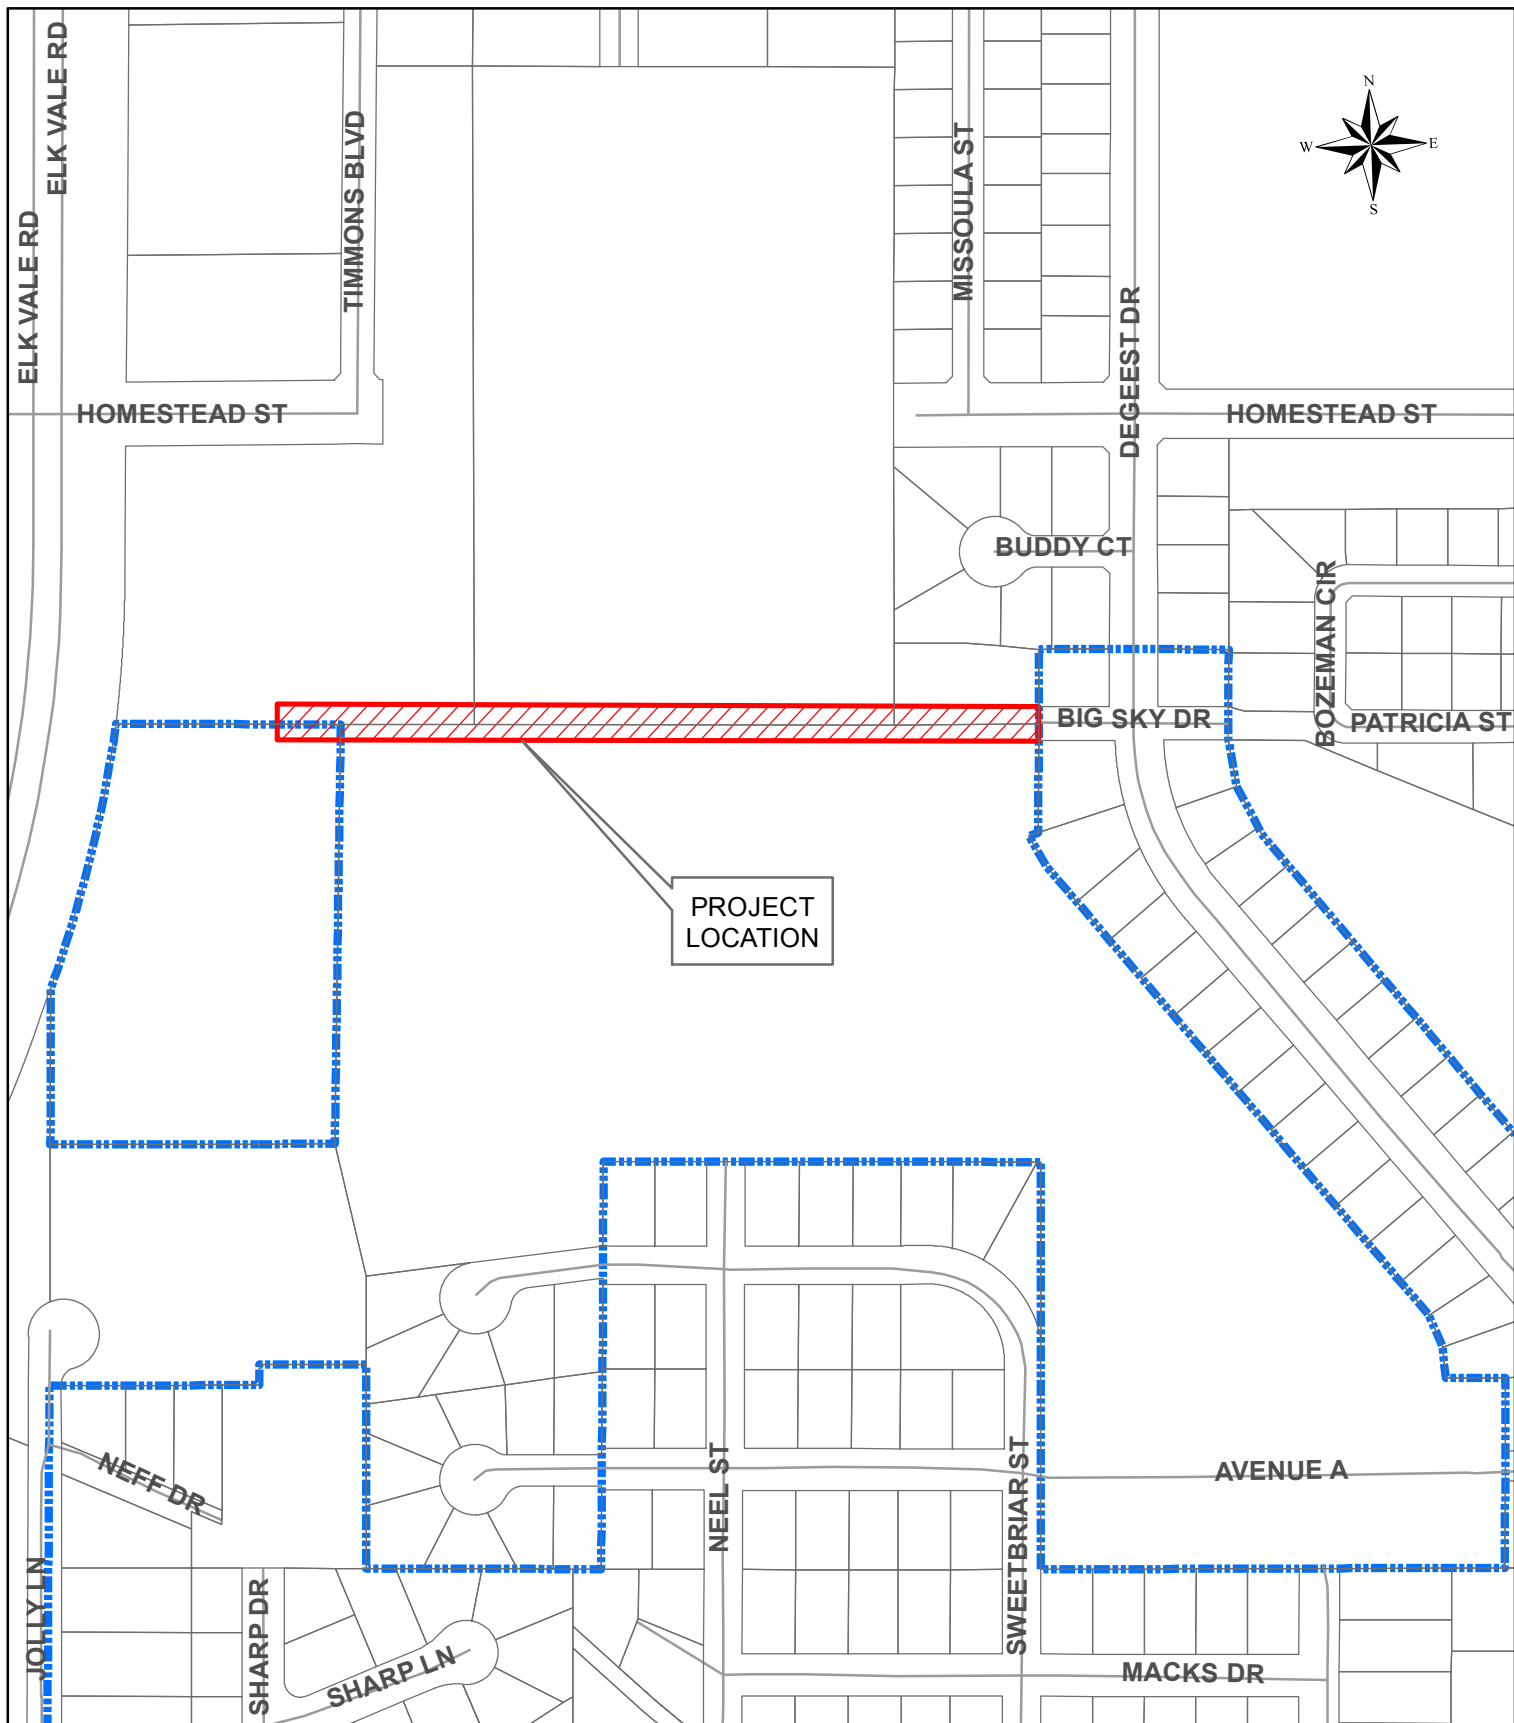 ELK VALE RD
ELK VALE RD
TIMMONS BLVD
MISSOULA ST
N
W
E
S
DEGEEST DR
HOMESTEAD ST
HOMESTEAD ST
BUDDY CT
BOZEMAN CIR
BIG SKY DR
PATRICIA ST
PROJECT
LOCATION
NEEL ST
SWEETBRIAR ST
AVENUE A
NEFF DR
JOLLY LN
SHARP DR
SHARP LN
MACKS DR